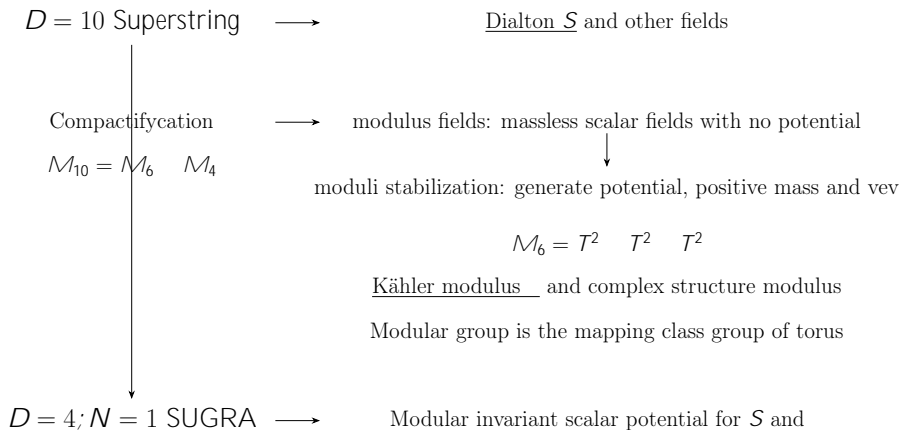 D = 10 Superstring
Dialton S and other fields
Compactifycation
modulus fields: massless scalar fields with no potential
M10 = M6 M4
moduli stabilization: generate potential, positive mass and vev
M6 = T² T² T²
Kähler modulus and complex structure modulus
Modular group is the mapping class group of torus
D = 4; N = 1 SUGRA
Modular invariant scalar potential for S and